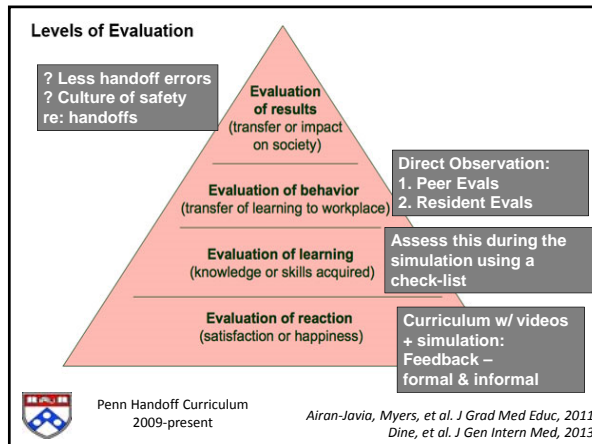 Levels of Evaluation
? Less handoff errors
? Culture of safety
re: handoffs
Evaluation
of results
(transfer or impact
on society)
Direct Observation:
1. Peer Evals
2. Resident Evals
Evaluation of behavior
(transfer of learning to workplace)
Assess this during the
simulation using a
check-list
Evaluation of learning
(knowledge or skills acquired)
Evaluation of reaction
(satisfaction or happiness)
Curriculum w/ videos
+ simulation:
Feedback –
formal & informal
Penn Handoff Curriculum
2009-present
Airan-Javia, Myers, et al. J Grad Med Educ, 2011
Dine, et al. J Gen Intern Med, 2013